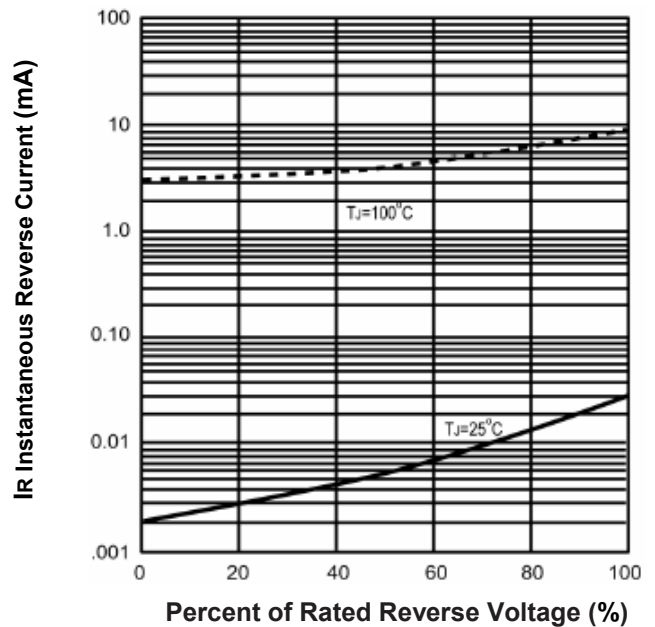 IR Instantaneous Reverse Current (mA)
100
10
1.0
0.10
0.01
.001
TJ=100°C
TJ=25°C
0 20 40 60 80 100
Percent of Rated Reverse Voltage (%)